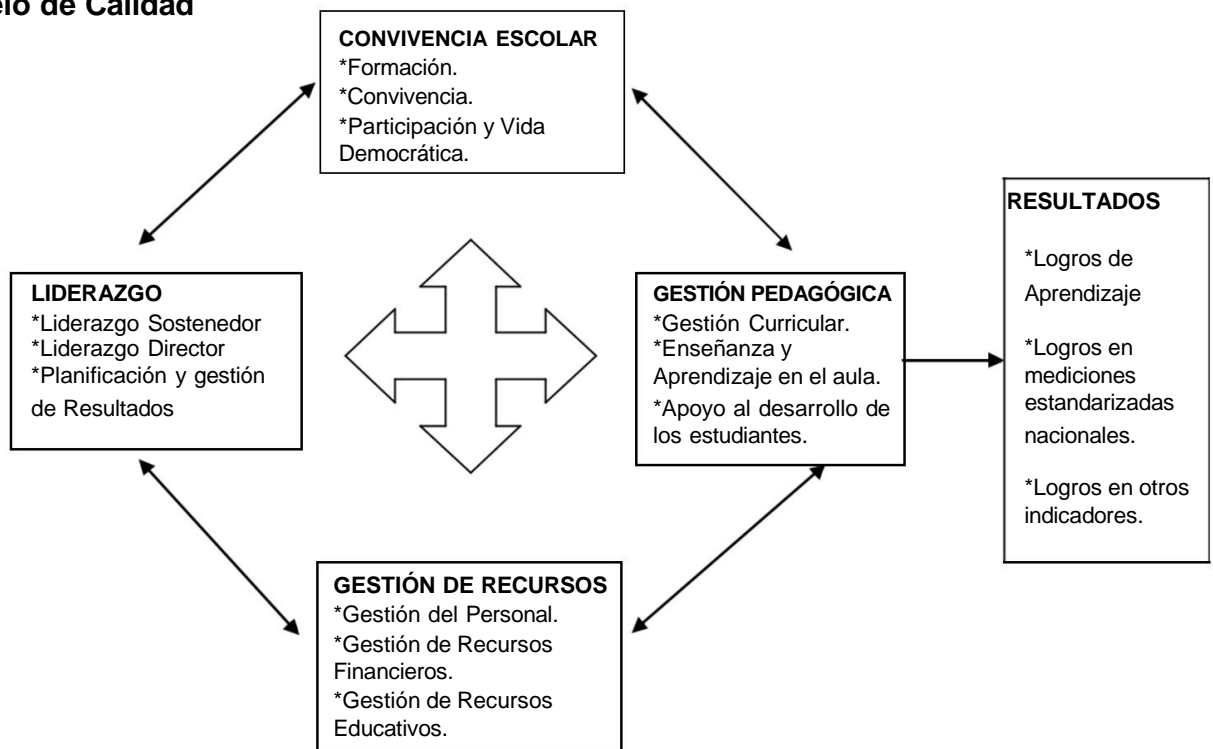 elo de Calidad
CONVIVENCIA ESCOLAR
*Formación.
*Convivencia.
*Participación y Vida
Democrática.
LIDERAZGO
*Liderazgo Sostenedor
*Liderazgo Director
*Planificación y gestión
de Resultados
GESTIÓN PEDAGÓGICA
*Gestión Curricular.
*Enseñanza y
Aprendizaje en el aula.
*Apoyo al desarrollo de
los estudiantes.
RESULTADOS
*Logros de
Aprendizaje
*Logros en
mediciones
estandarizadas
nacionales.
*Logros en otros
indicadores.
GESTIÓN DE RECURSOS
*Gestión del Personal.
*Gestión de Recursos
Financieros.
*Gestión de Recursos
Educativos.